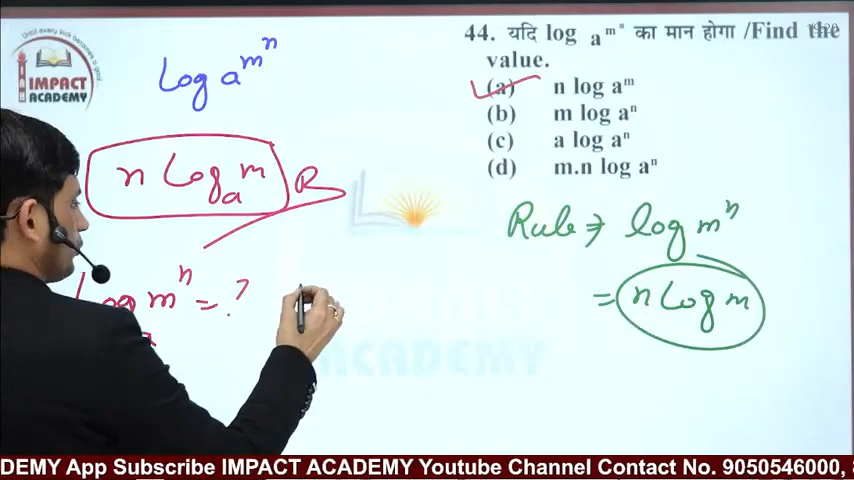 Until every kick becomes a goal..
IMPACT
ACADEMY
log a^m^n
n log_a m
R
log m^n = ?
a
44. यदि log a^m^n का मान होगा /Find the
value.
(a) n log a^m
(b) m log a^n
(c) a log a^n
(d) m.n log a^n
Rule ⇒ log m^n
= n log m
ACADEMY
DEMY App Subscribe IMPACT ACADEMY Youtube Channel Contact No. 9050546000,